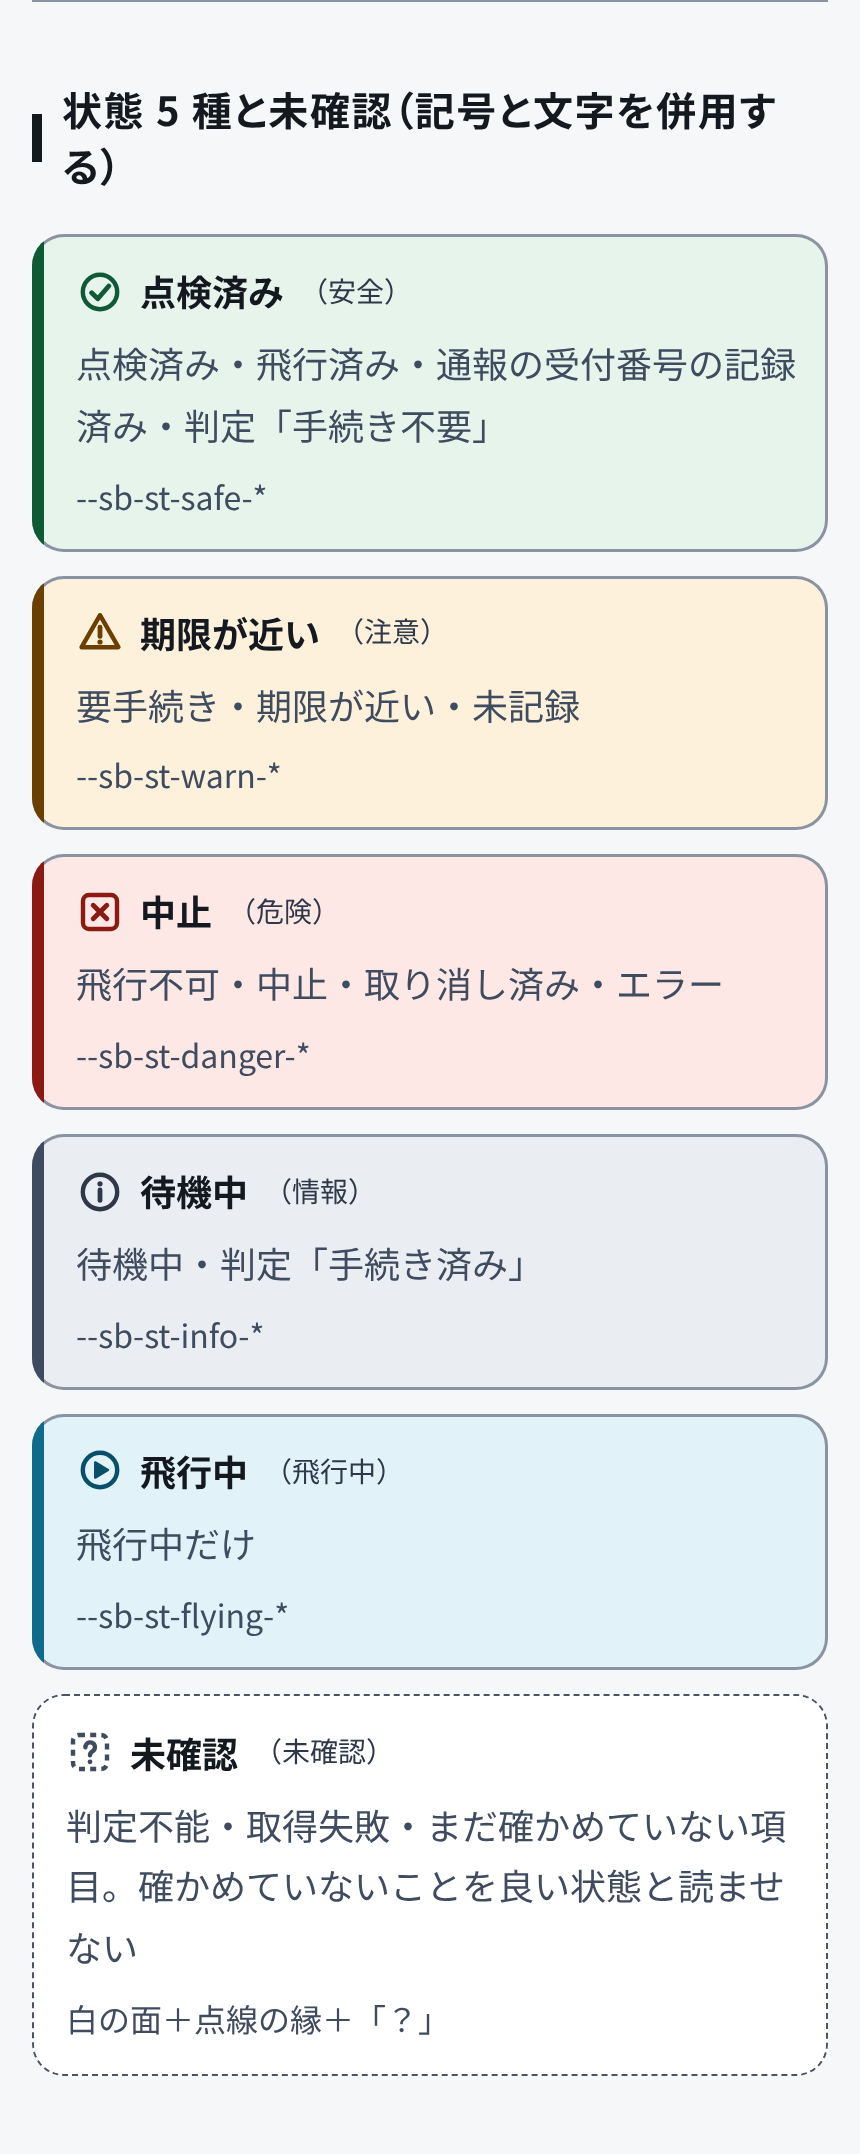 状態 5 種と未確認（記号と文字を併用す
る）
点検済み （安全）
点検済み・飛行済み・通報の受付番号の記録
済み・判定「手続き不要」
--sb-st-safe-*
期限が近い （注意）
要手続き・期限が近い・未記録
--sb-st-warn-*
中止 （危険）
飛行不可・中止・取り消し済み・エラー
--sb-st-danger-*
待機中 （情報）
待機中・判定「手続き済み」
--sb-st-info-*
飛行中 （飛行中）
飛行中だけ
--sb-st-flying-*
未確認 （未確認）
判定不能・取得失敗・まだ確かめていない項
目。確かめていないことを良い状態と読ませ
ない
白の面＋点線の縁＋「？」